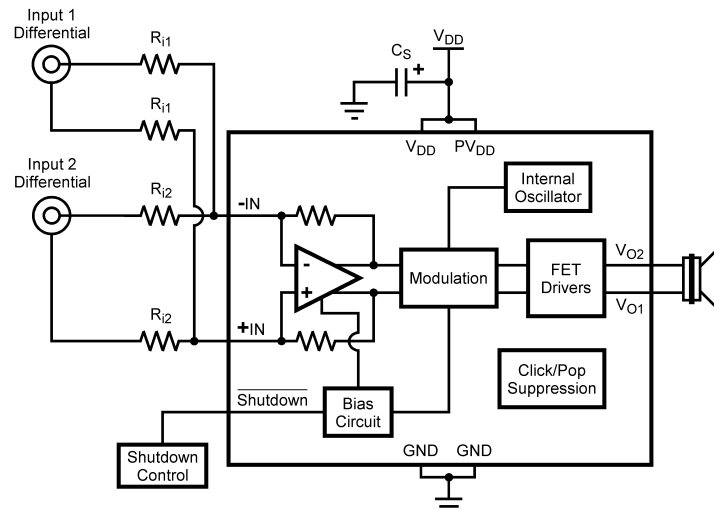 Input 1
Differential
Ri1
Ri1
Input 2
Differential
Ri2
Ri2
CS
+
VDD
VDD PVDD
-IN
+IN
-
+
Internal
Oscillator
Modulation
FET
Drivers
VO2
VO1
Click/Pop
Suppression
Shutdown
Bias
Circuit
Shutdown
Control
GND GND